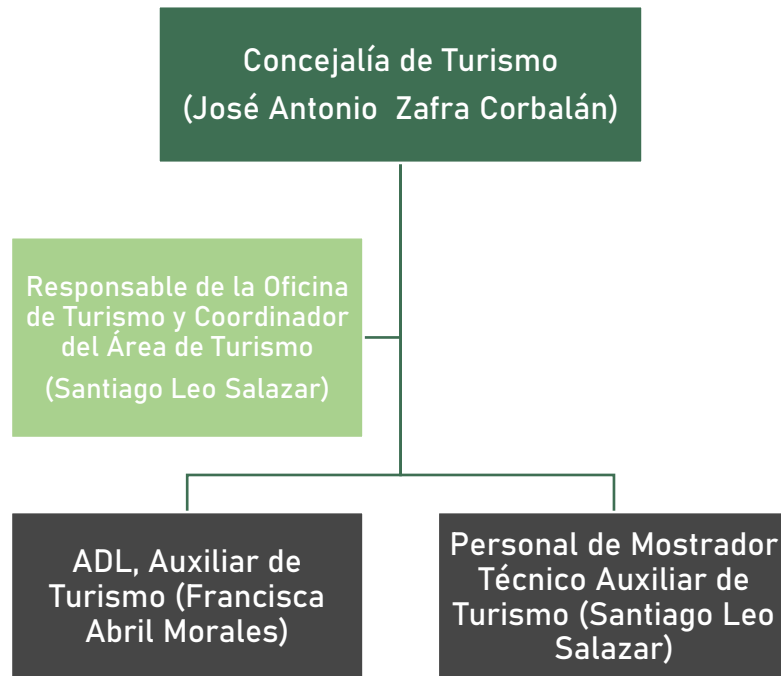 Concejalía de Turismo
(José Antonio  Zafra Corbalán)
Responsable de la Oficina
de Turismo y Coordinador
del Área de Turismo
(Santiago Leo Salazar)
ADL, Auxiliar de
Turismo (Francisca
Abril Morales)
Personal de Mostrador
Técnico Auxiliar de
Turismo (Santiago Leo
Salazar)